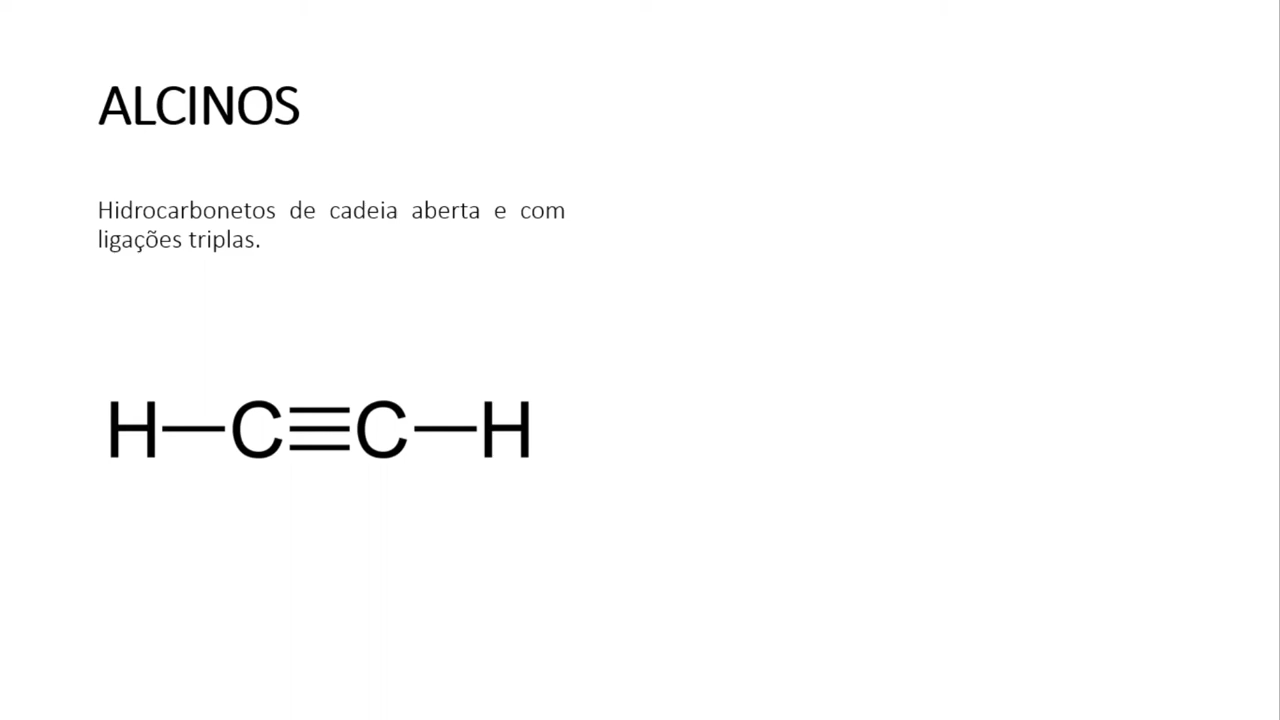 ALCINOS
Hidrocarbonetos de cadeia aberta e com
ligações triplas.
H—C≡C—H